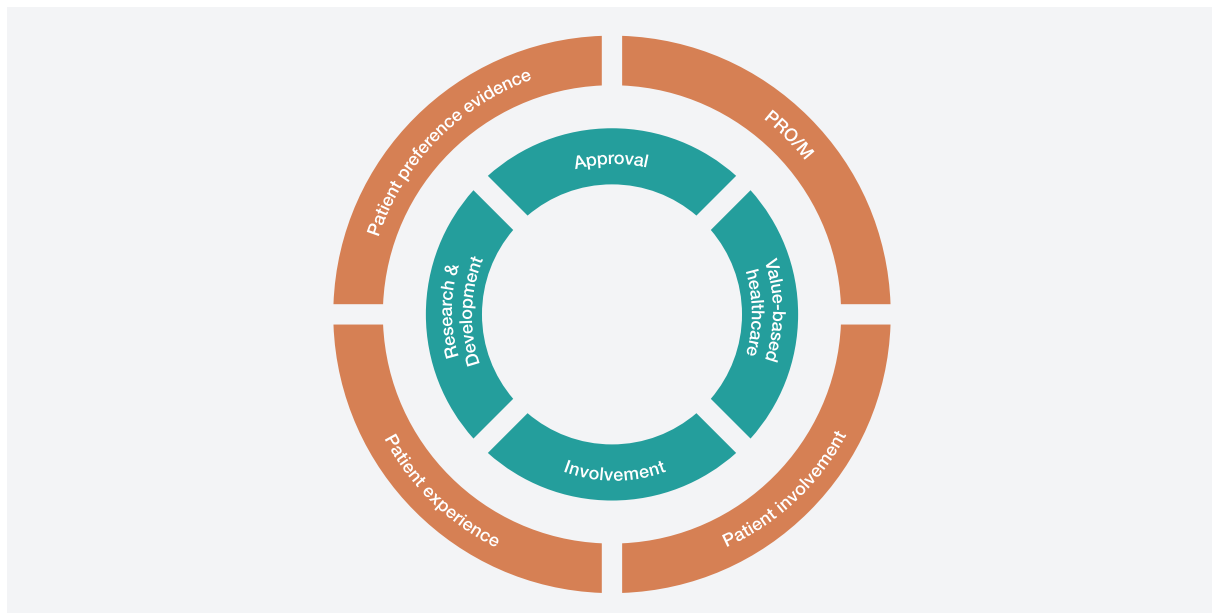 Patient preference evidence
PRO/M
Approval
Research &
Development
Value-based
healthcare
Involvement
Patient experience
Patient involvement